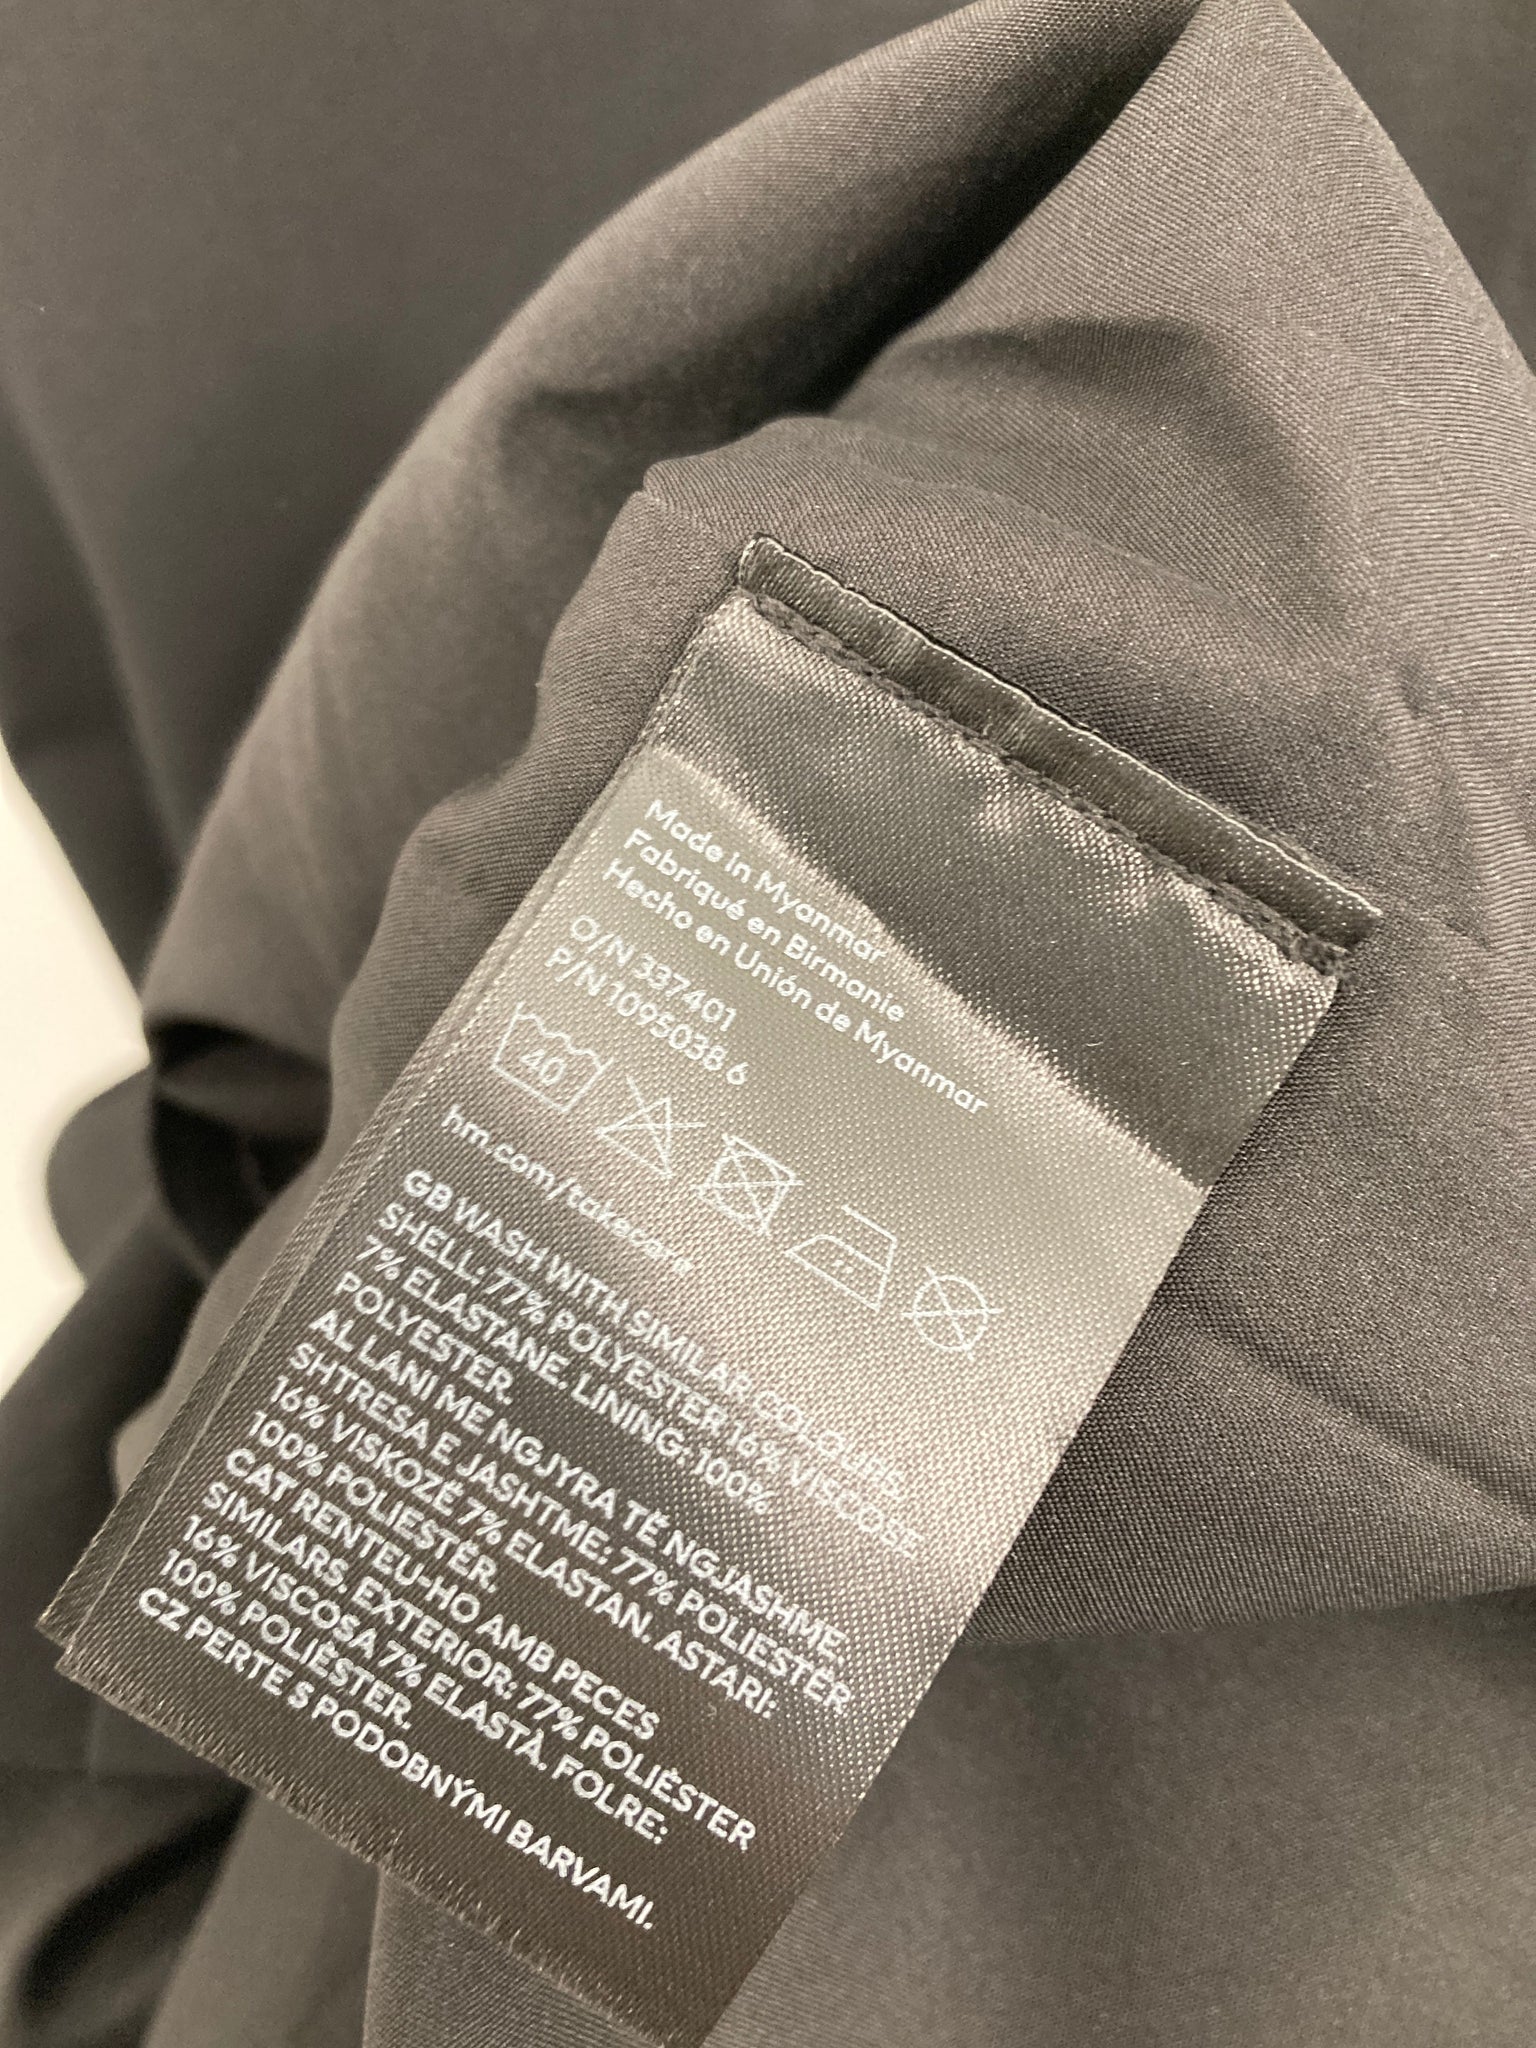 Made in Myanmar
Fabriqué en Birmanie
Hecho en Unión de Myanmar
O/N 337401
P/N 1095038 6
40
hm.com/takecare
GB WASH WITH SIMILAR COLOURS.
SHELL: 77% POLYESTER 16% VISCOSE
7% ELASTANE. LINING: 100%
POLYESTER.
AL LANI ME NGJYRA TË NGJASHME.
SHTRESA E JASHTME: 77% POLIESTËR
16% VISKOZË 7% ELASTAN. ASTARI:
100% POLIESTËR.
CAT RENTEU-HO AMB PECES
SIMILARS. EXTERIOR: 77% POLIÈSTER
16% VISCOSA 7% ELASTÀ. FOLRE:
100% POLIÈSTER.
CZ PERTE S PODOBNÝMI BARVAMI.